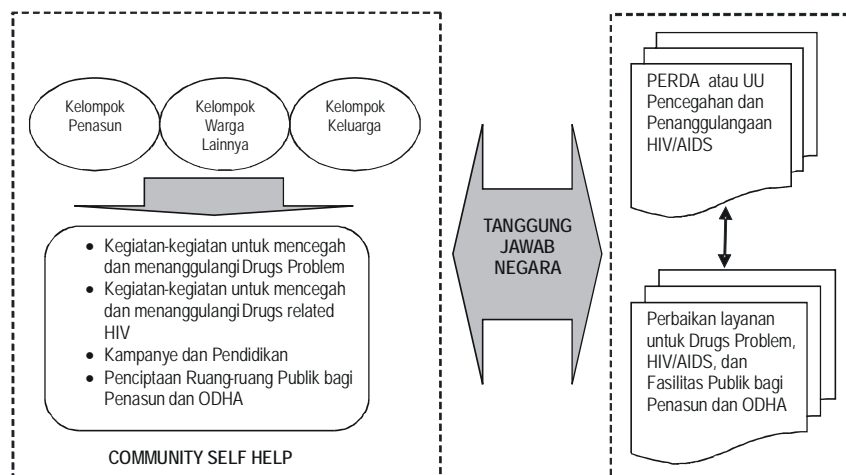 Kelompok
Penasun
Kelompok
Warga
Lainnya
Kelompok
Keluarga
• Kegiatan-kegiatan untuk mencegah
dan menanggulangi Drugs Problem
• Kegiatan-kegiatan untuk mencegah
dan menanggulangi Drugs related
HIV
• Kampanye dan Pendidikan
• Penciptaan Ruang-ruang Publik bagi
Penasun dan ODHA
COMMUNITY SELF HELP
TANGGUNG
JAWAB
NEGARA
PERDA atau UU
Pencegahan dan
Penanggulangaan
HIV/AIDS
Perbaikan layanan
untuk Drugs Problem,
HIV/AIDS, dan
Fasilitas Publik bagi
Penasun dan ODHA